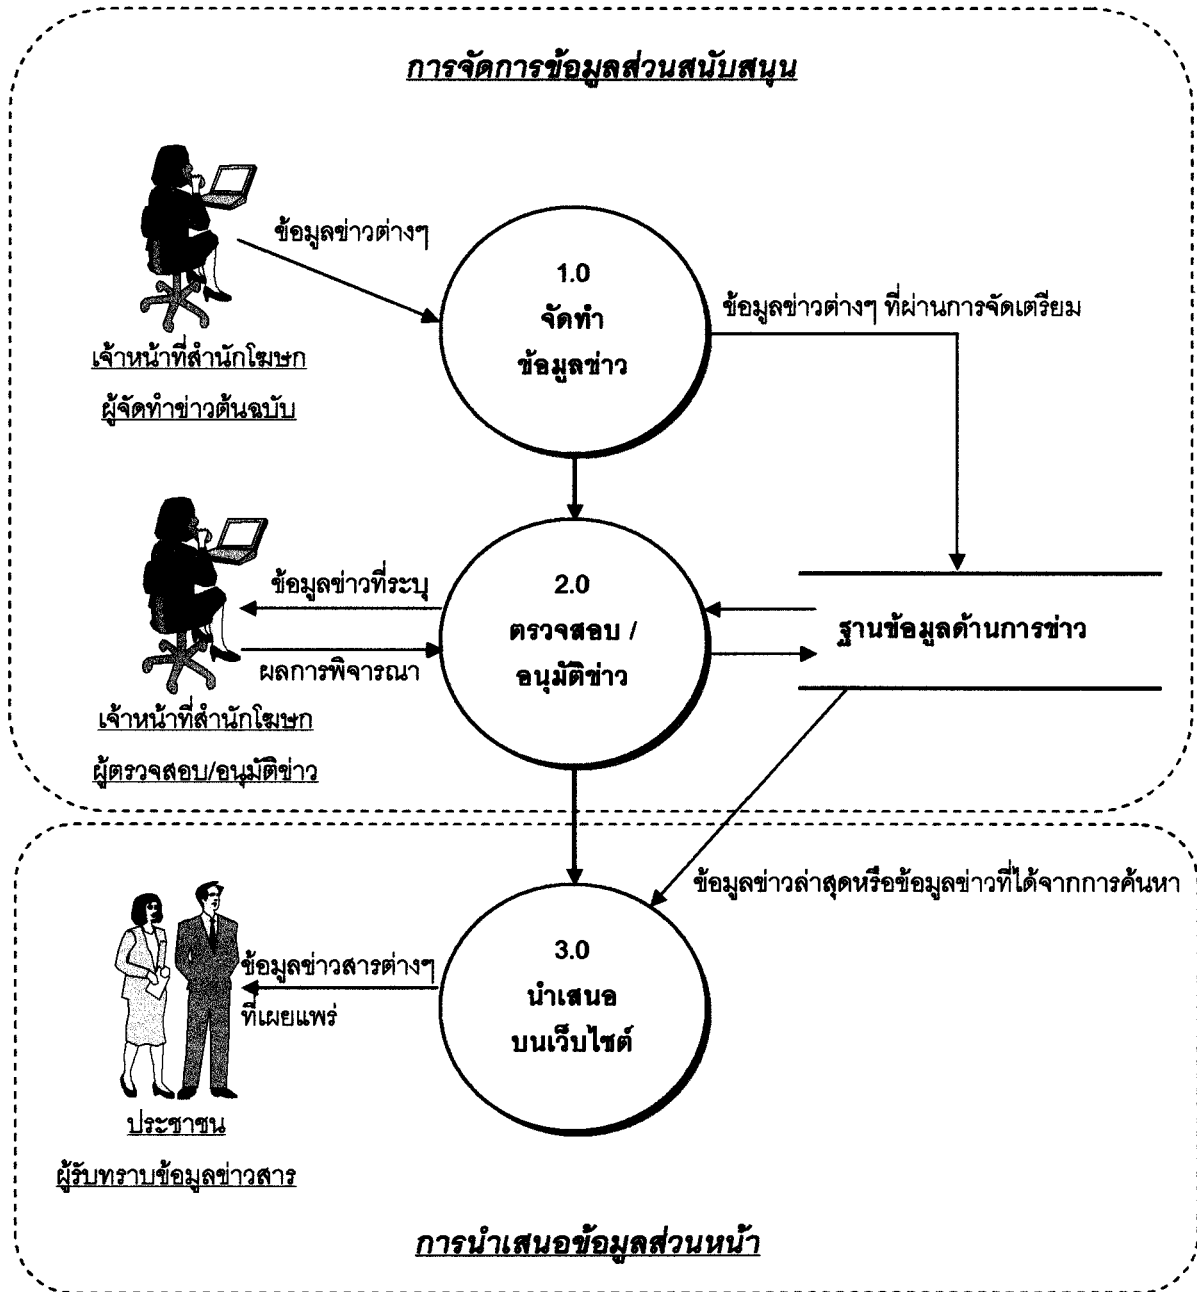 การจัดการข้อมูลส่วนสนับสนุน
ข้อมูลข่าวต่างๆ
1.0
จัดทำ
ข้อมูลข่าว
ข้อมูลข่าวต่างๆ ที่ผ่านการจัดเตรียม
เจ้าหน้าที่สำนักโฆษก
ผู้จัดทำข่าวต้นฉบับ
ข้อมูลข่าวที่ระบุ
ผลการพิจารณา
2.0
ตรวจสอบ /
อนุมัติข่าว
ฐานข้อมูลด้านการข่าว
เจ้าหน้าที่สำนักโฆษก
ผู้ตรวจสอบ/อนุมัติข่าว
ข้อมูลข่าวล่าสุดหรือข้อมูลข่าวที่ได้จากการค้นหา
ข้อมูลข่าวสารต่างๆ
ที่เผยแพร่
3.0
นำเสนอ
บนเว็บไซต์
ประชาชน
ผู้รับทราบข้อมูลข่าวสาร
การนำเสนอข้อมูลส่วนหน้า